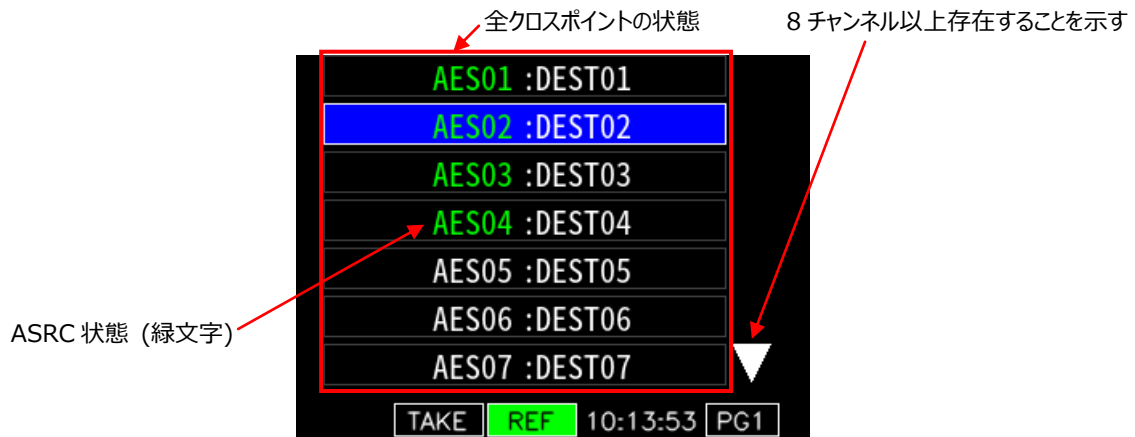 全クロスポイントの状態
8 チャンネル以上存在することを示す
AES01 :DEST01
AES02 :DEST02
AES03 :DEST03
AES04 :DEST04
AES05 :DEST05
AES06 :DEST06
AES07 :DEST07
ASRC 状態 (緑文字)
TAKE REF 10:13:53 PG1